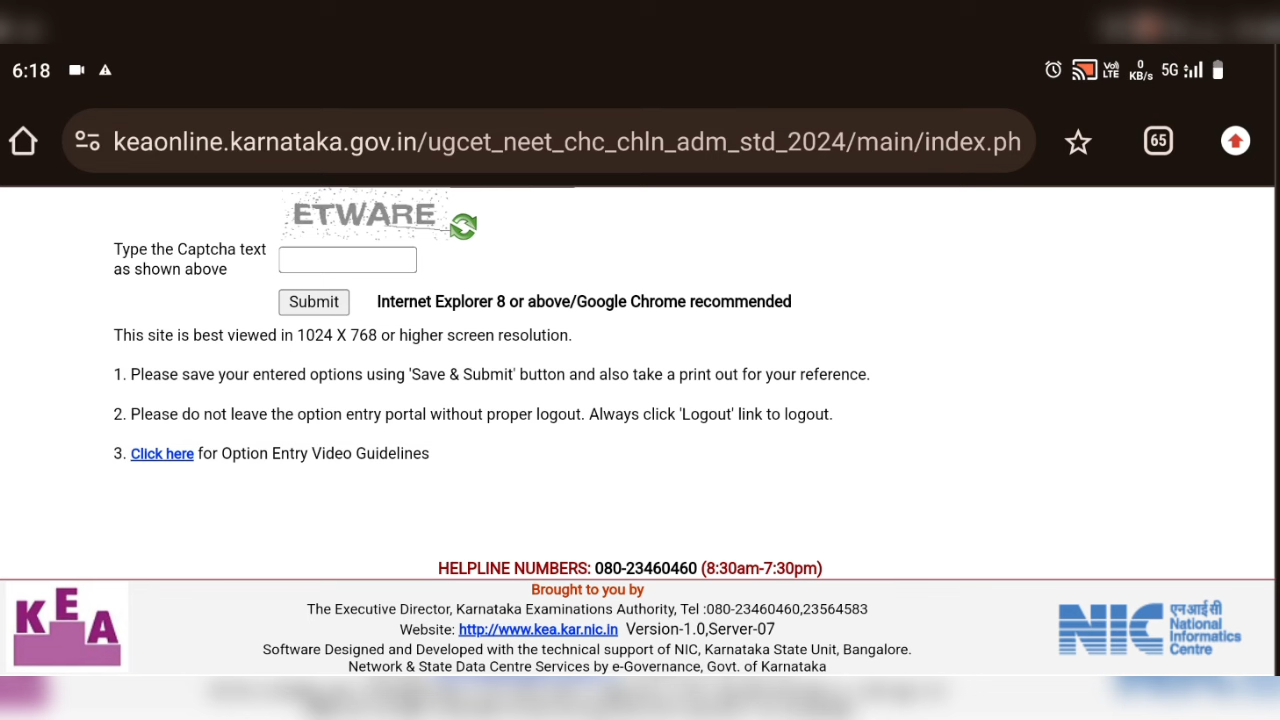 6:18
Vo)
LTE
0
KB/s
5G
keaonline.karnataka.gov.in/ugcet_neet_chc_chln_adm_std_2024/main/index.ph
65
ETWARE
Type the Captcha text
as shown above
Submit
Internet Explorer 8 or above/Google Chrome recommended
This site is best viewed in 1024 X 768 or higher screen resolution.
1. Please save your entered options using 'Save & Submit' button and also take a print out for your reference.
2. Please do not leave the option entry portal without proper logout. Always click 'Logout' link to logout.
3. Click here for Option Entry Video Guidelines
HELPLINE NUMBERS: 080-23460460 (8:30am-7:30pm)
Brought to you by
The Executive Director, Karnataka Examinations Authority, Tel :080-23460460,23564583
Website: http://www.kea.kar.nic.in Version-1.0,Server-07
Software Designed and Developed with the technical support of NIC, Karnataka State Unit, Bangalore.
Network & State Data Centre Services by e-Governance, Govt. of Karnataka
KEA
NIC
एन आई सी
National
Informatics
Centre